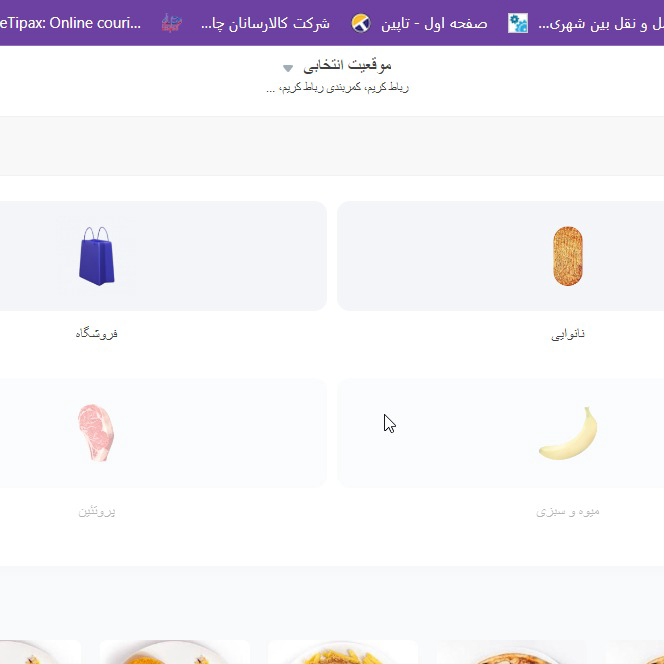 ل و نقل بین شهری...
صفحه اول - تاپین
شرکت کالارسانان چا...
eTipax: Online couri...
موقعیت انتخابی
رباط کریم، کمربندی رباط کریم، ...
نانوایی
فروشگاه
میوه و سبزی
پروتئین